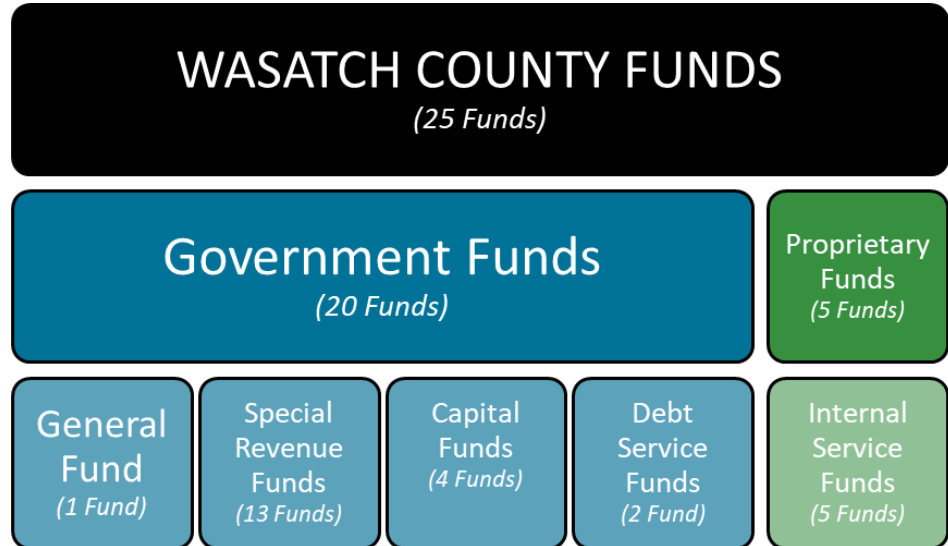 WASATCH COUNTY FUNDS
(25 Funds)
Government Funds
(20 Funds)
Proprietary
Funds
(5 Funds)
General
Fund
(1 Fund)
Special
Revenue
Funds
(13 Funds)
Capital
Funds
(4 Funds)
Debt
Service
Funds
(2 Fund)
Internal
Service
Funds
(5 Funds)